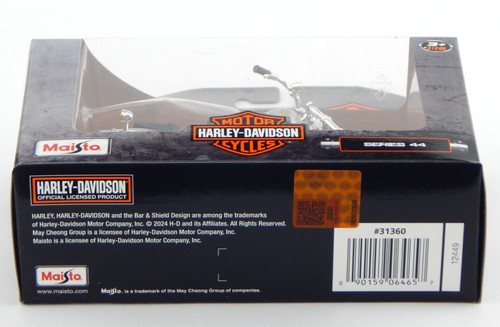 MOTOR
HARLEY-DAVIDSON
CYCLES
Maisto
SERIES 44
HARLEY-DAVIDSON
OFFICIAL LICENSED PRODUCT
HARLEY, HARLEY-DAVIDSON and the Bar & Shield Design are among the trademarks
of Harley-Davidson Motor Company, Inc. © 2024 H-D and its Affiliates. All Rights Reserved.
May Cheong Group is a licensee of Harley-Davidson Motor Company, Inc.
Maisto is a licensee of Harley-Davidson Motor Company, Inc.
#31360
0 90159 06465 7
12449
Maisto
www.maisto.com
Maisto. is a trademark of the May Cheong Group of companies.